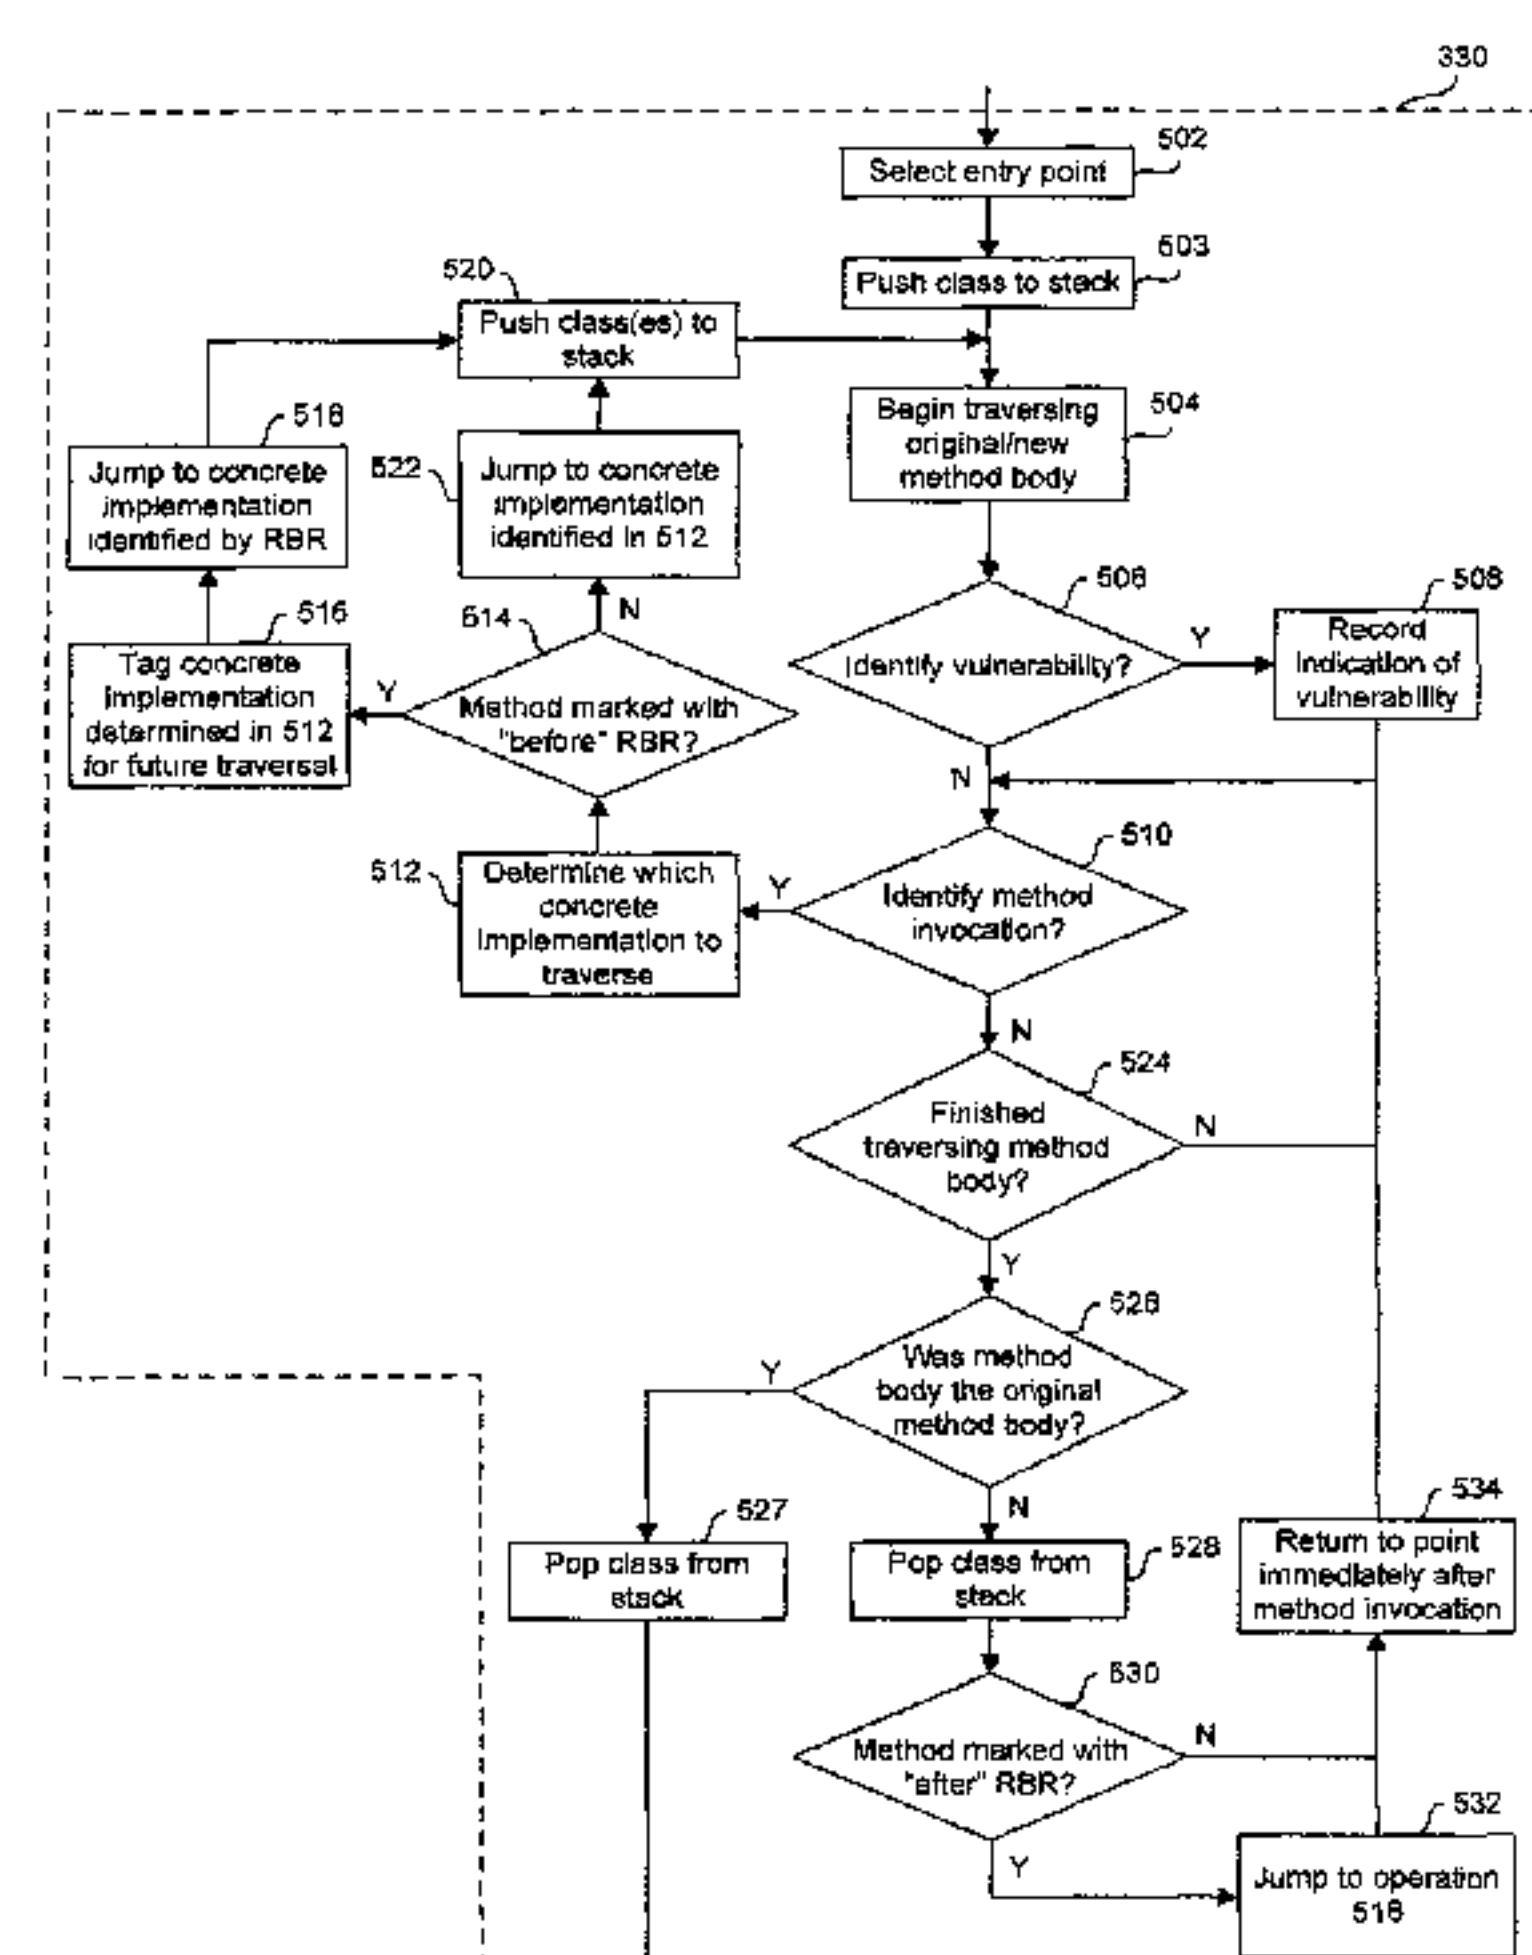 330
502
Select entry point
503
Push class to stack
520
Push class(es) to
stack
504
Begin traversing
original/new
method body
518
Jump to concrete
implementation
identified by RBR
522
Jump to concrete
implementation
identified in 512
506
Identify vulnerability?
Y
N
508
Record
indication of
vulnerability
516
Tag concrete
implementation
determined in 512
for future traversal
514
Method marked with
"before" RBR?
Y
N
510
Identify method
invocation?
Y
N
512
Determine which
concrete
implementation to
traverse
524
Finished
traversing method
body?
N
Y
526
Was method
body the original
method body?
Y
N
527
Pop class from
stack
528
Pop class from
stack
534
Return to point
immediately after
method invocation
530
Method marked with
"after" RBR?
N
Y
532
Jump to operation
518